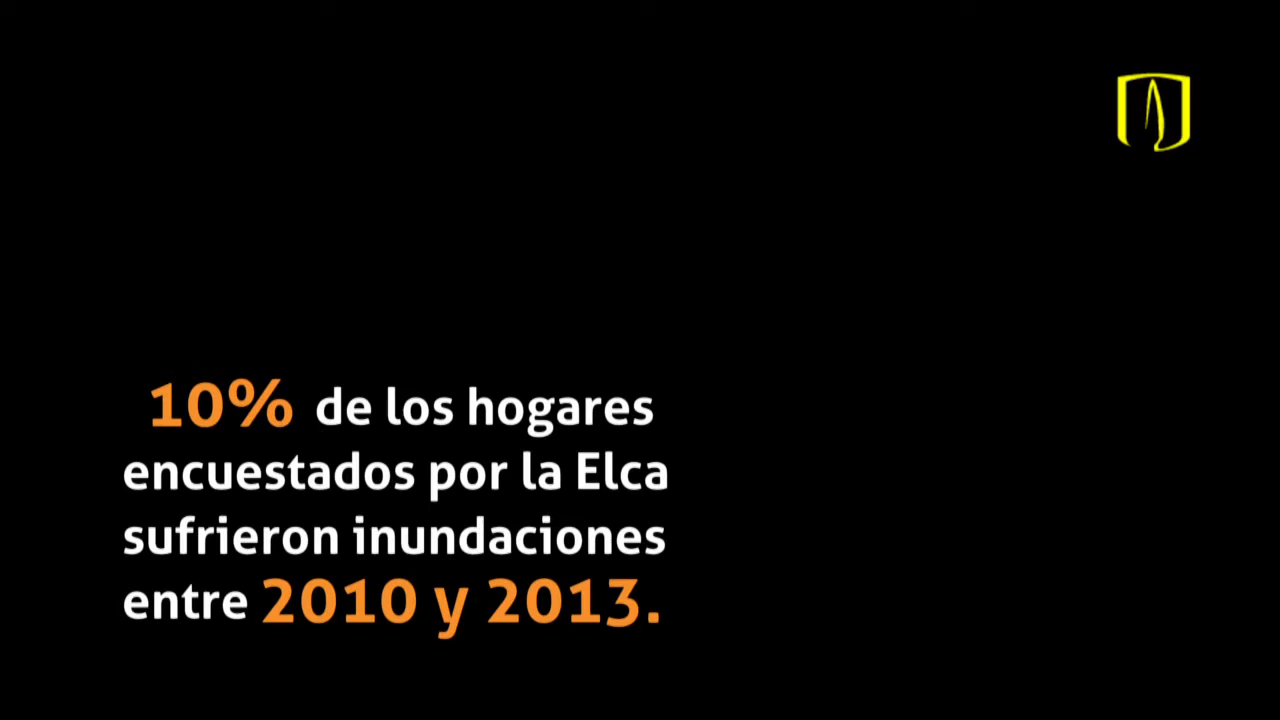 10% de los hogares
encuestados por la Elca
sufrieron inundaciones
entre 2010 y 2013.